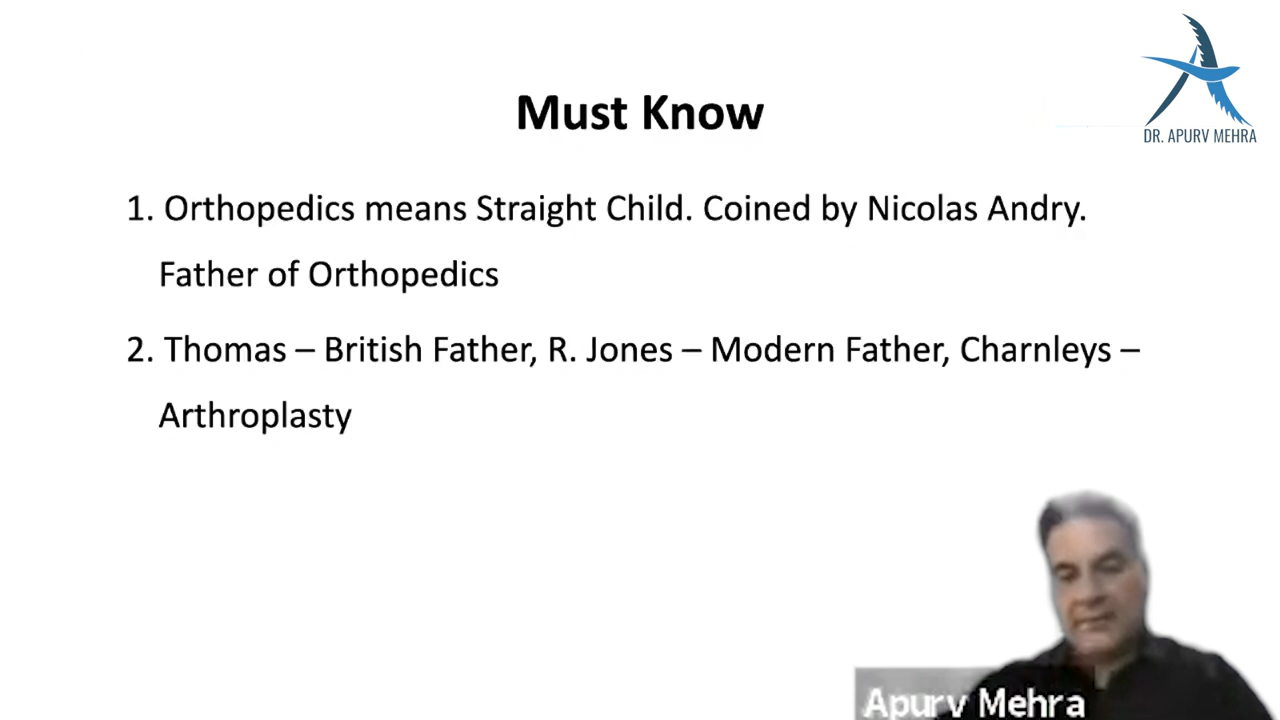 DR. APURV MEHRA
Must Know
1. Orthopedics means Straight Child. Coined by Nicolas Andry.
Father of Orthopedics
2. Thomas – British Father, R. Jones – Modern Father, Charnleys –
Arthroplasty
Apurv Mehra